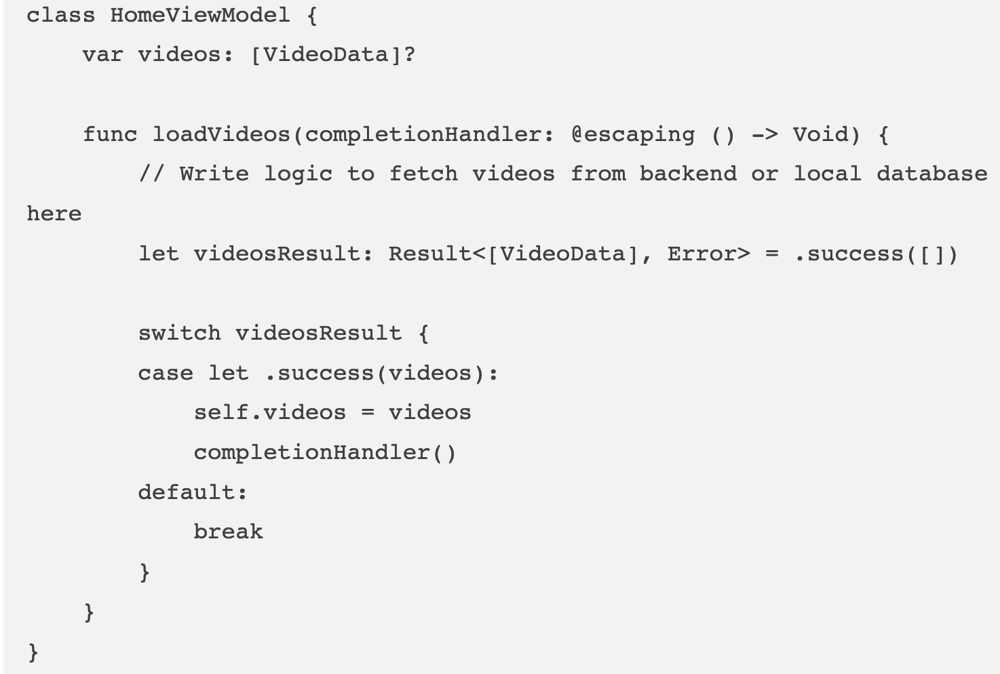 class HomeViewModel {
    var videos: [VideoData]?

    func loadVideos(completionHandler: @escaping () -> Void) {
        // Write logic to fetch videos from backend or local database
here
        let videosResult: Result<[VideoData], Error> = .success([])

        switch videosResult {
        case let .success(videos):
            self.videos = videos
            completionHandler()
        default:
            break
        }
    }
}